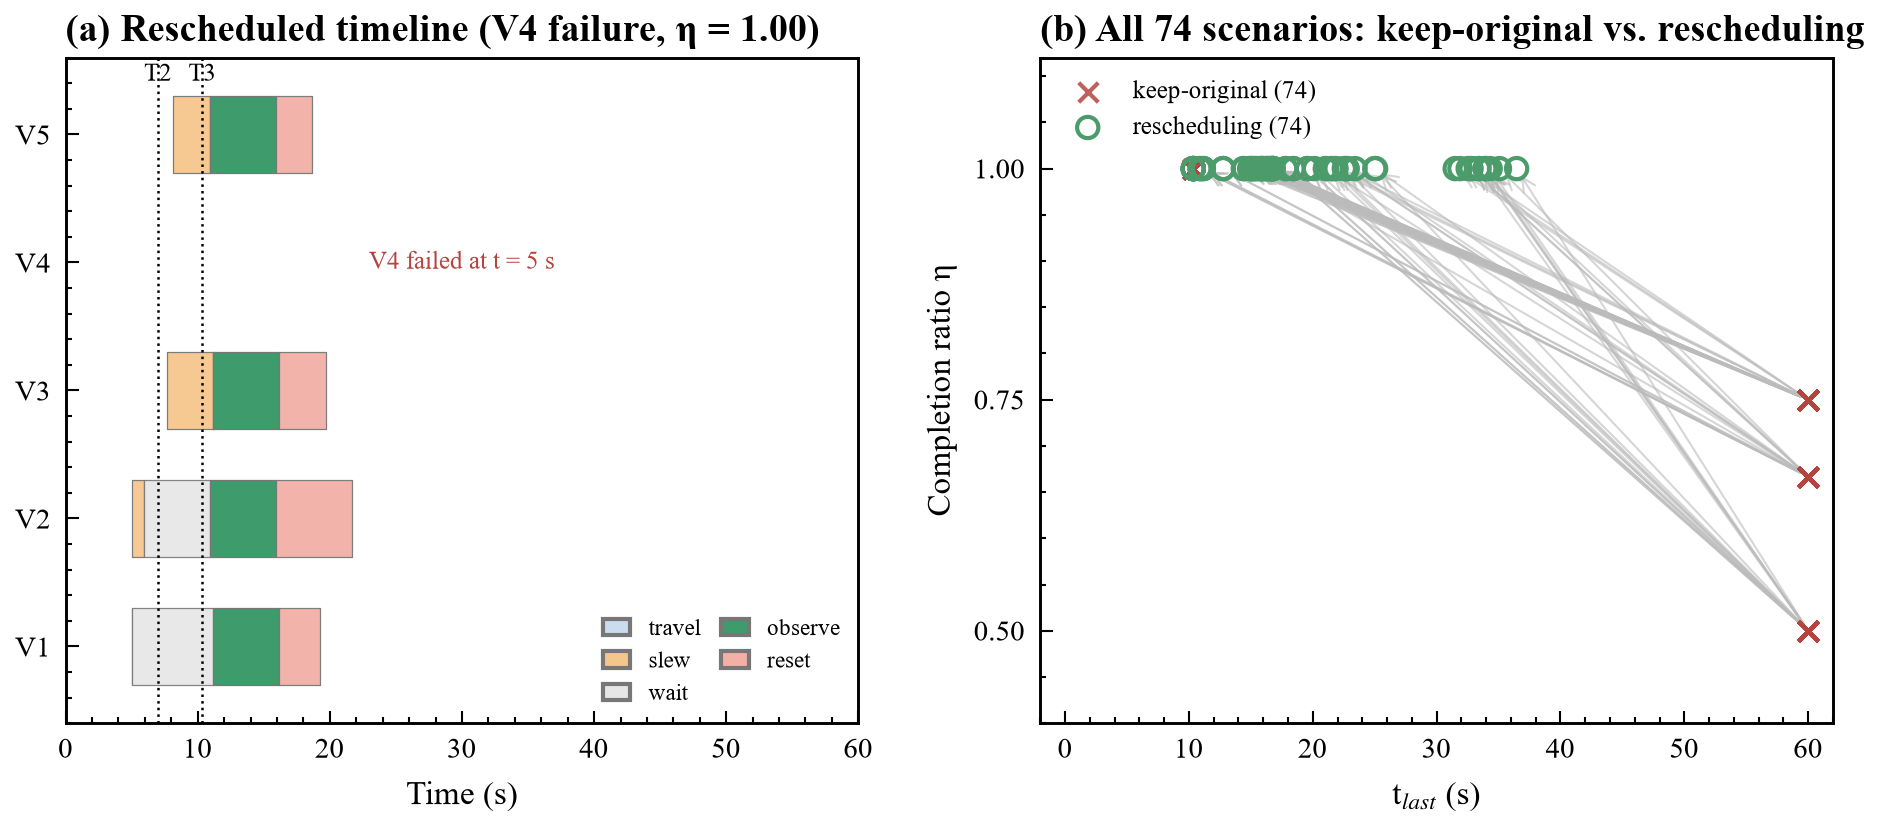 (a) Rescheduled timeline (V4 failure, η = 1.00)
T2 T3
V5
V4
V3
V2
V1
V4 failed at t = 5 s
travel
slew
wait
observe
reset
0 10 20 30 40 50 60
Time (s)
(b) All 74 scenarios: keep-original vs. rescheduling
keep-original (74)
rescheduling (74)
1.00
0.75
0.50
Completion ratio η
0 10 20 30 40 50 60
t_last (s)